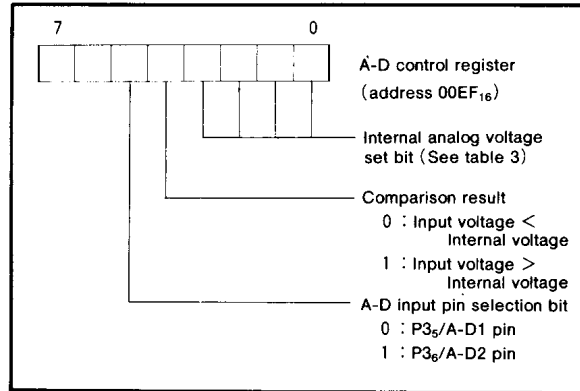 7 0
A-D control register
(address 00EF₁₆)
Internal analog voltage
set bit (See table 3)
Comparison result
0 : Input voltage <
Internal voltage
1 : Input voltage >
Internal voltage
A-D input pin selection bit
0 : P3₅/A-D1 pin
1 : P3₆/A-D2 pin